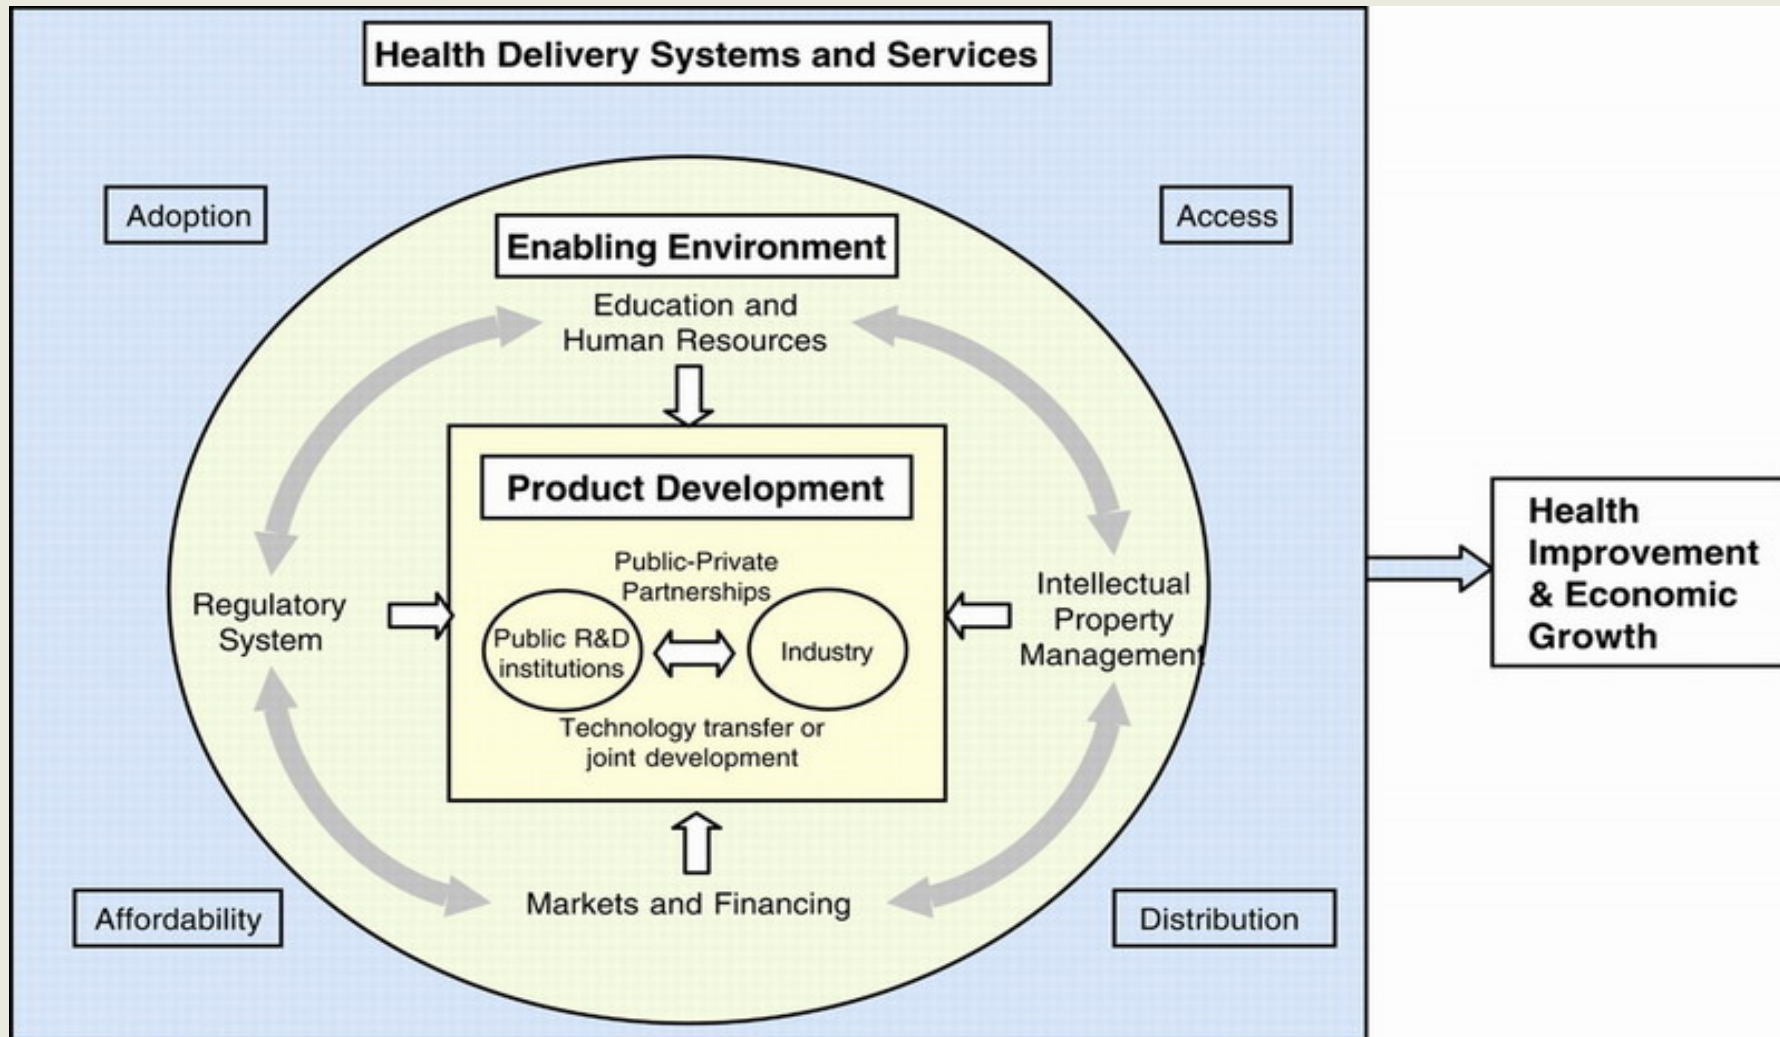 Health Delivery Systems and Services
Adoption
Access
Enabling Environment
Education and
Human Resources
Product Development
Public-Private
Partnerships
Regulatory
System
Public R&D
institutions
Industry
Intellectual
Property
Management
Technology transfer or
joint development
Markets and Financing
Affordability
Distribution
Health
Improvement
& Economic
Growth